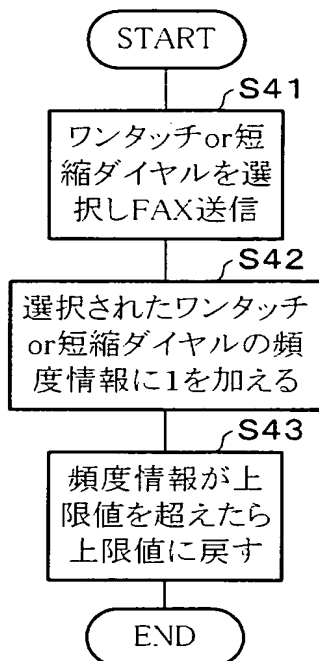 START
S41
ワンタッチor短
縮ダイヤルを選
択しFAX送信
S42
選択されたワンタッチ
or短縮ダイヤルの頻
度情報に1を加える
S43
頻度情報が上
限値を超えたら
上限値に戻す
END